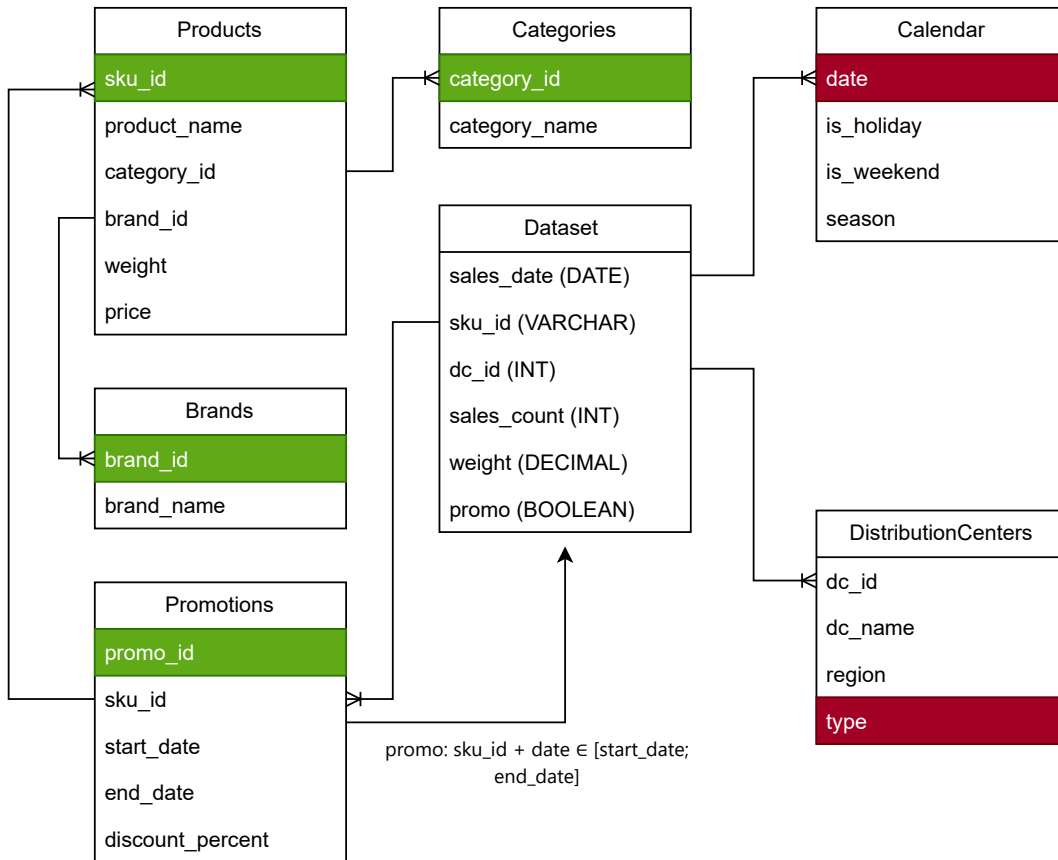 Products
sku_id
product_name
category_id
brand_id
weight
price
Categories
category_id
category_name
Calendar
date
is_holiday
is_weekend
season
Dataset
sales_date (DATE)
sku_id (VARCHAR)
dc_id (INT)
sales_count (INT)
weight (DECIMAL)
promo (BOOLEAN)
Brands
brand_id
brand_name
DistributionCenters
dc_id
dc_name
region
type
Promotions
promo_id
sku_id
start_date
end_date
discount_percent
promo: sku_id + date ∈ [start_date;
end_date]